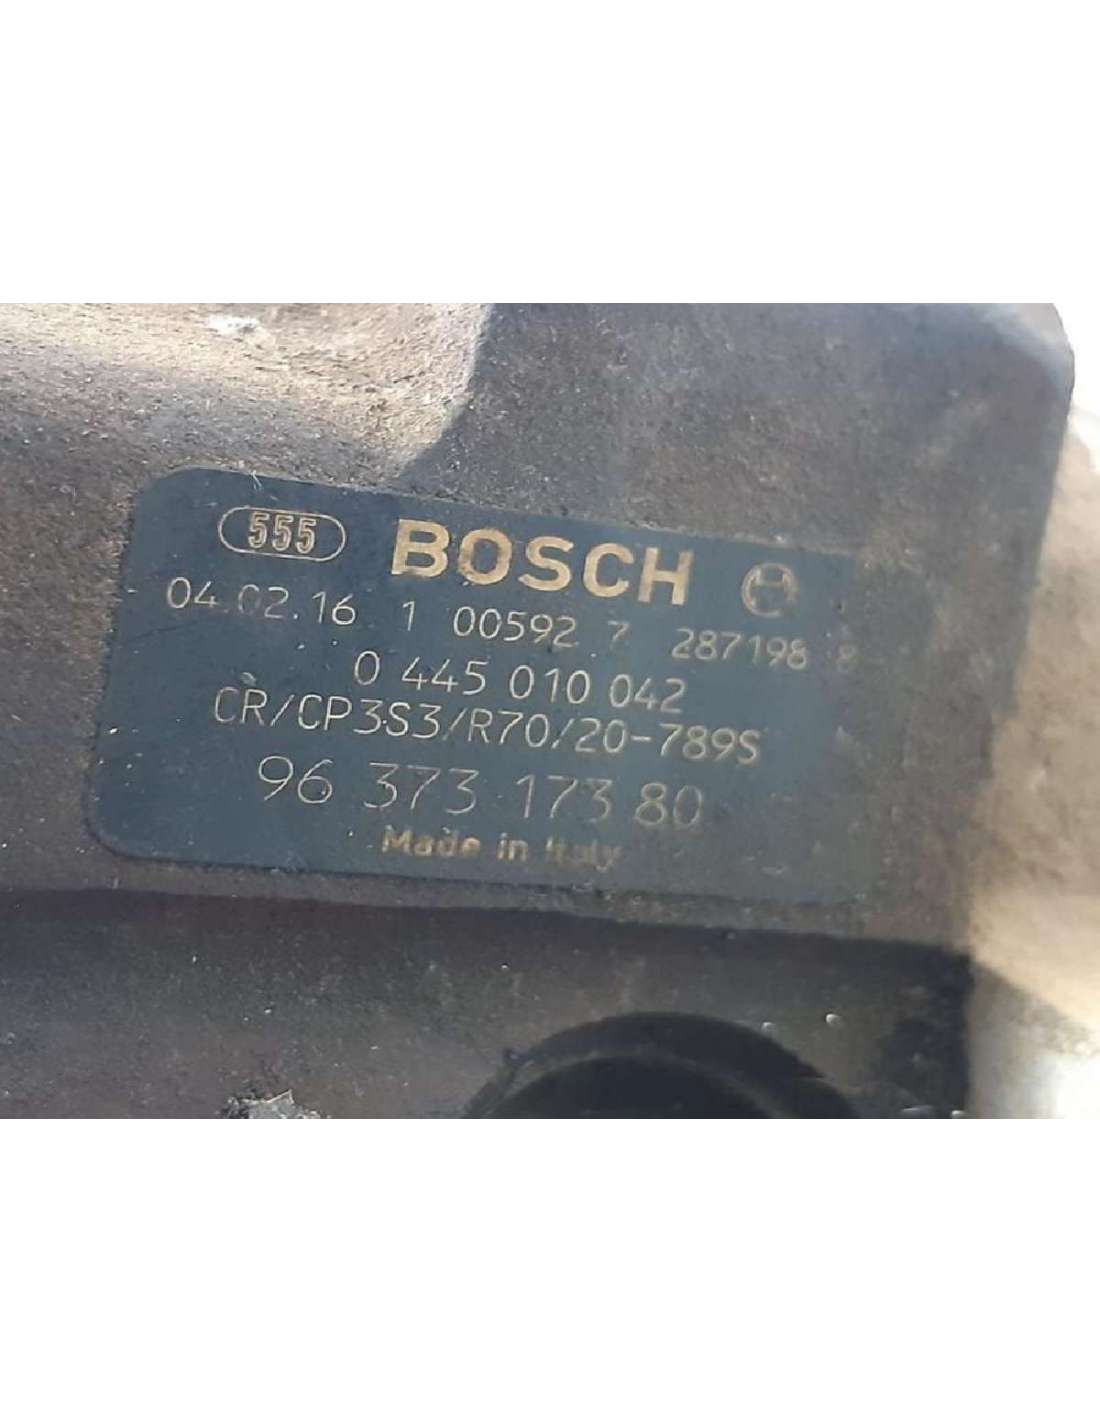 555 BOSCH
04.02.16 1 00592 7 287198 8
0 445 010 042
CR/CP3S3/R70/20-789S
96 373 173 80
Made in Italy